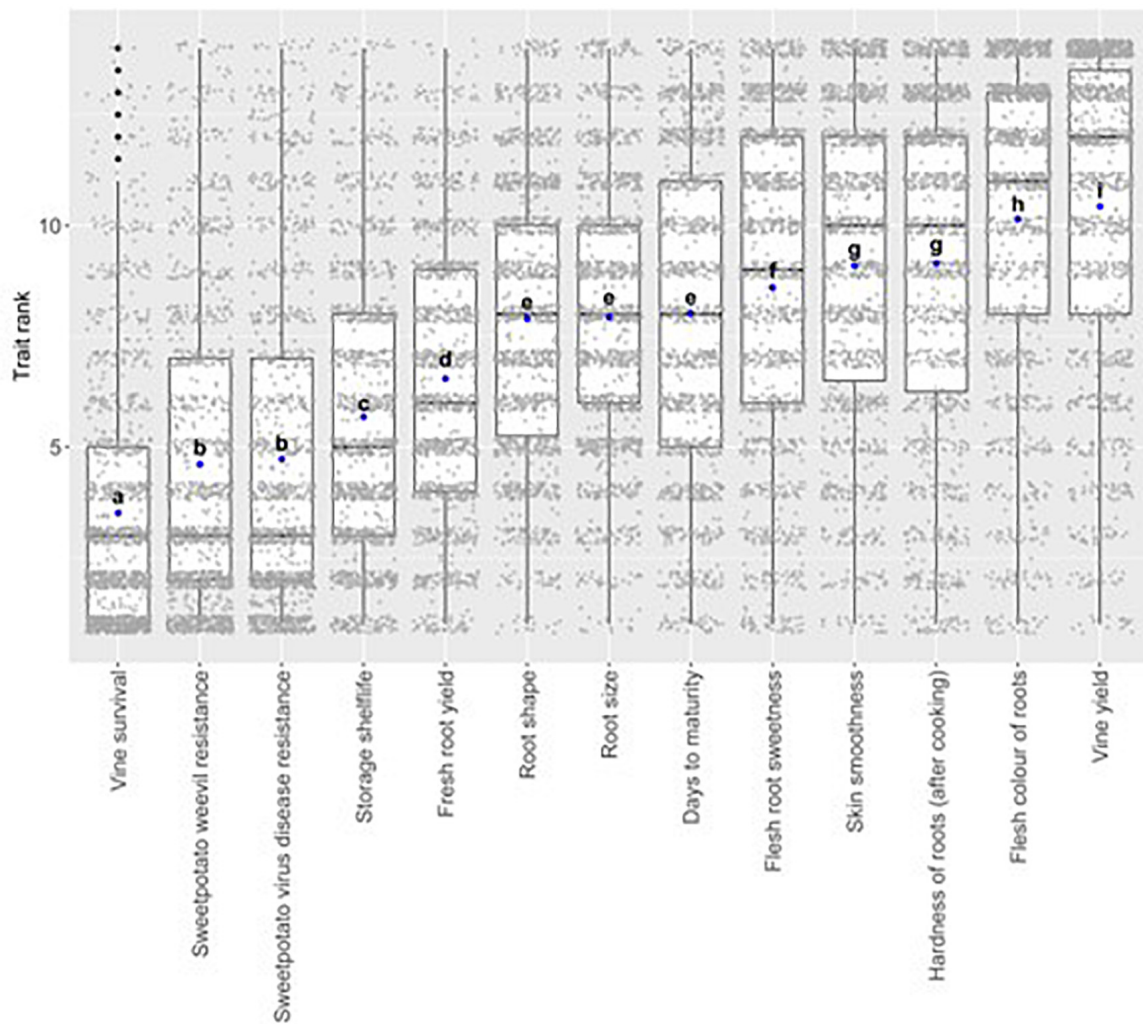 Trait rank
10
5
a
b
b
c
d
e
e
e
f
g
g
h
i
Vine survival
Sweetpotato weevil resistance
Sweetpotato virus disease resistance
Storage shelflife
Fresh root yield
Root shape
Root size
Days to maturity
Flesh root sweetness
Skin smoothness
Hardness of roots (after cooking)
Flesh colour of roots
Vine yield